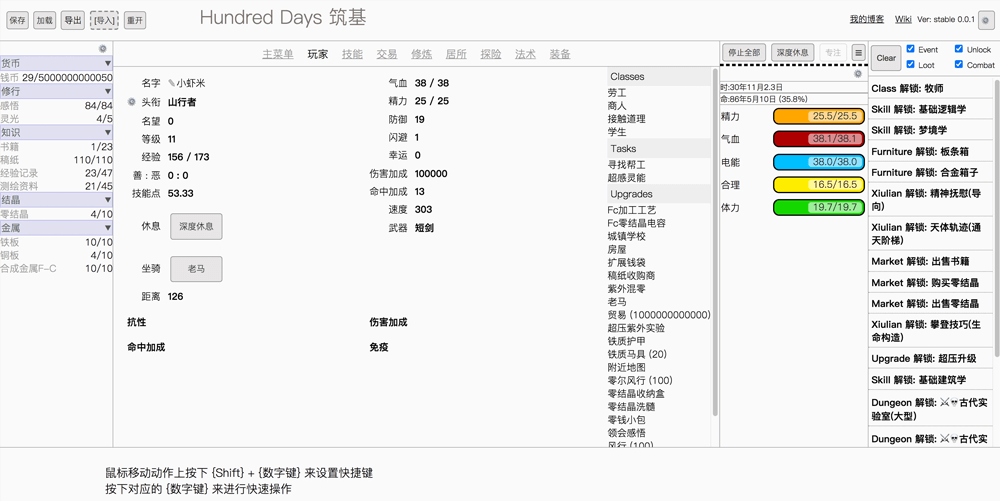 保存 加载 导出 [导入] 重开 Hundred Days 筑基 我的博客 Wiki Ver: stable 0.0.1
货币
钱币 29/5000000000050
修行
感悟 84/84
灵光 4/5
知识
书籍 1/23
稿纸 110/110
经验记录 23/47
测绘资料 21/45
结晶
零结晶 4/10
金属
铁板 10/10
铜板 4/10
合成金属F-C 10/10
主菜单 玩家 技能 交易 修炼 居所 探险 法术 装备
名字 小虾米
头衔 山行者
名望 0
等级 11
经验 156 / 173
善 : 恶 0 : 0
技能点 53.33
休息 深度休息
坐骑 老马
距离 126
气血 38 / 38
精力 25 / 25
防御 19
闪避 1
幸运 0
伤害加成 100000
命中加成 13
速度 303
武器 短剑
抗性 伤害加成
命中加成 免疫
Classes
劳工
商人
接触道理
学生
Tasks
寻找帮工
超感灵能
Upgrades
Fc加工工艺
Fc零结晶电容
城镇学校
房屋
扩展钱袋
稿纸收购商
紫外混零
老马
贸易 (1000000000000)
超压紫外实验
铁质护甲
铁质马具 (20)
附近地图
零尔风行 (100)
零结晶收纳盒
零结晶洗髓
零钱小包
领会感悟
风行 (100)
停止全部 深度休息 专注
时:30年11月2.3日
命:86年5月10日 (35.8%)
精力 25.5/25.5
气血 38.1/38.1
电能 38.0/38.0
合理 16.5/16.5
体力 19.7/19.7
Clear Event Unlock
Loot Combat
Class 解锁: 牧师
Skill 解锁: 基础逻辑学
Skill 解锁: 梦境学
Furniture 解锁: 板条箱
Furniture 解锁: 合金箱子
Xiulian 解锁: 精神抚慰(导
向)
Xiulian 解锁: 天体轨迹(通
天阶梯)
Market 解锁: 出售书籍
Market 解锁: 购买零结晶
Market 解锁: 出售零结晶
Xiulian 解锁: 攀登技巧(生
命构造)
Upgrade 解锁: 超压升级
Skill 解锁: 基础建筑学
Dungeon 解锁: ⚔💀古代实
验室(大型)
Dungeon 解锁: ⚔💀古代实
鼠标移动动作上按下 {Shift} + {数字键} 来设置快捷键
按下对应的 {数字键} 来进行快速操作